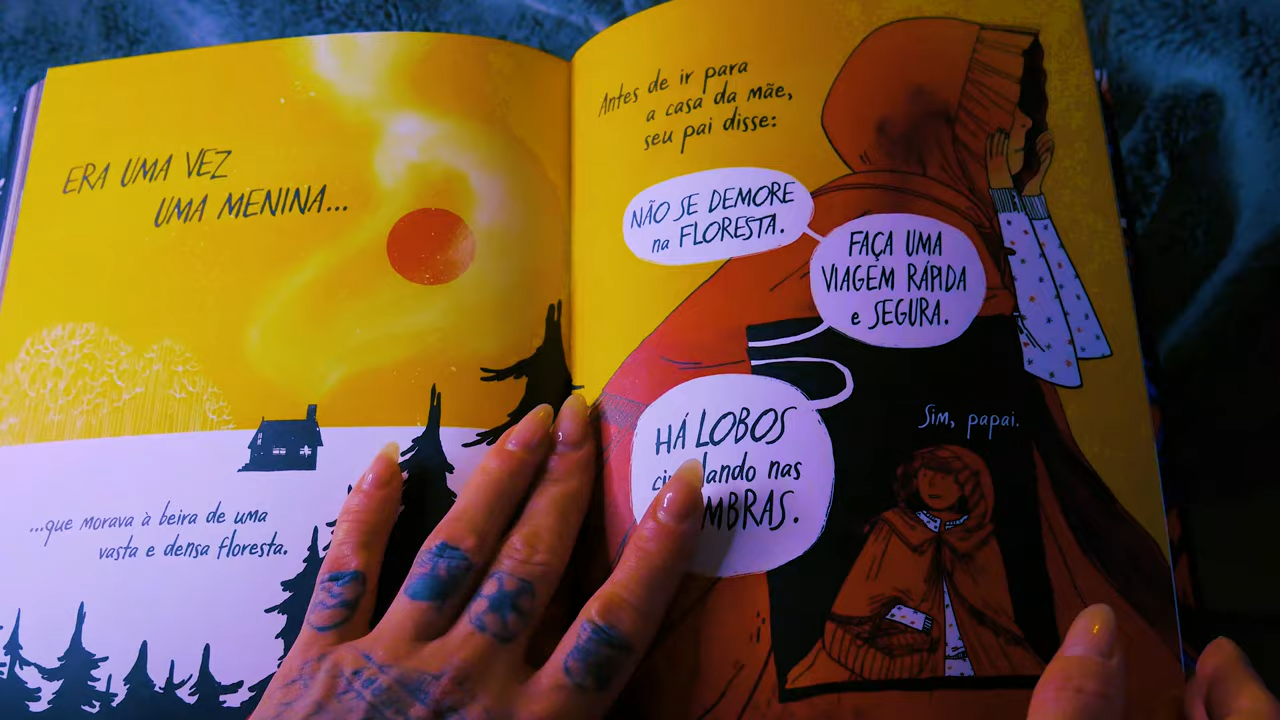 ERA UMA VEZ
UMA MENINA...
...que morava à beira de uma
vasta e densa floresta.
Antes de ir para
a casa da mãe,
seu pai disse:
NÃO SE DEMORE
na FLORESTA.
FAÇA UMA
VIAGEM RÁPIDA
e SEGURA.
HÁ LOBOS
nas
Sim, papai.